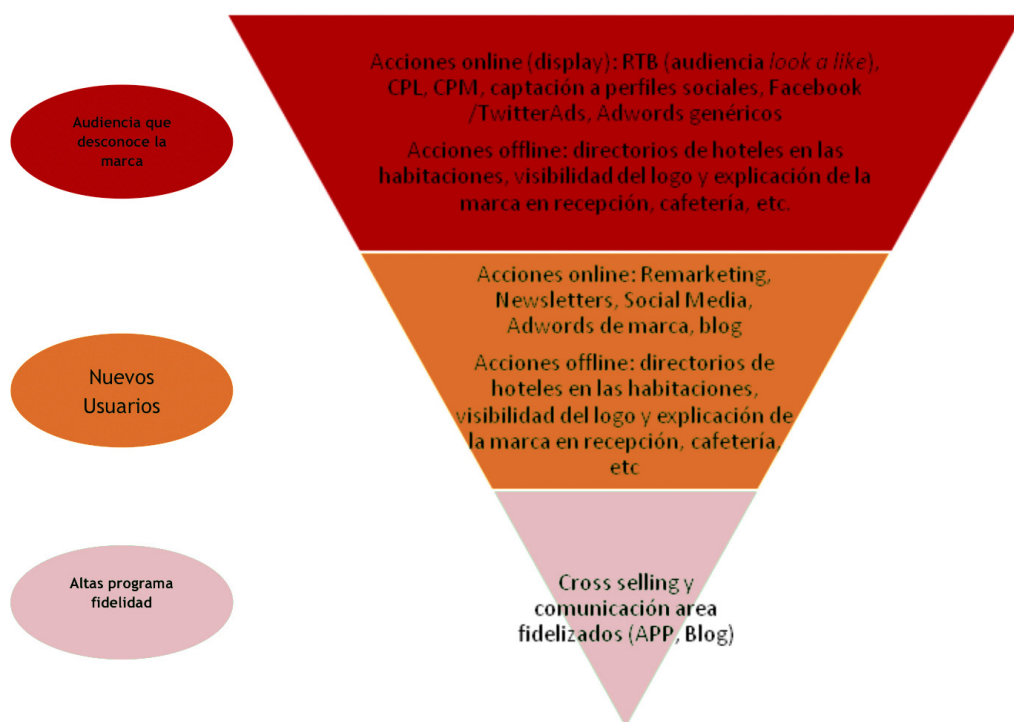 Audiencia que
desconoce la
marca
Acciones online (display): RTB (audiencia look a like),
CPL, CPM, captación a perfiles sociales, Facebook
/TwitterAds, Adwords genéricos
Acciones offline: directorios de hoteles en las
habitaciones, visibilidad del logo y explicación de la
marca en recepción, cafetería, etc.
Nuevos
Usuarios
Acciones online: Remarketing,
Newsletters, Social Media,
Adwords de marca, blog
Acciones offline: directorios de
hoteles en las habitaciones,
visibilidad del logo y explicación de
la marca en recepción, cafetería,
etc
Altas programa
fidelidad
Cross selling y
comunicación area
fidelizados (APP, Blog)